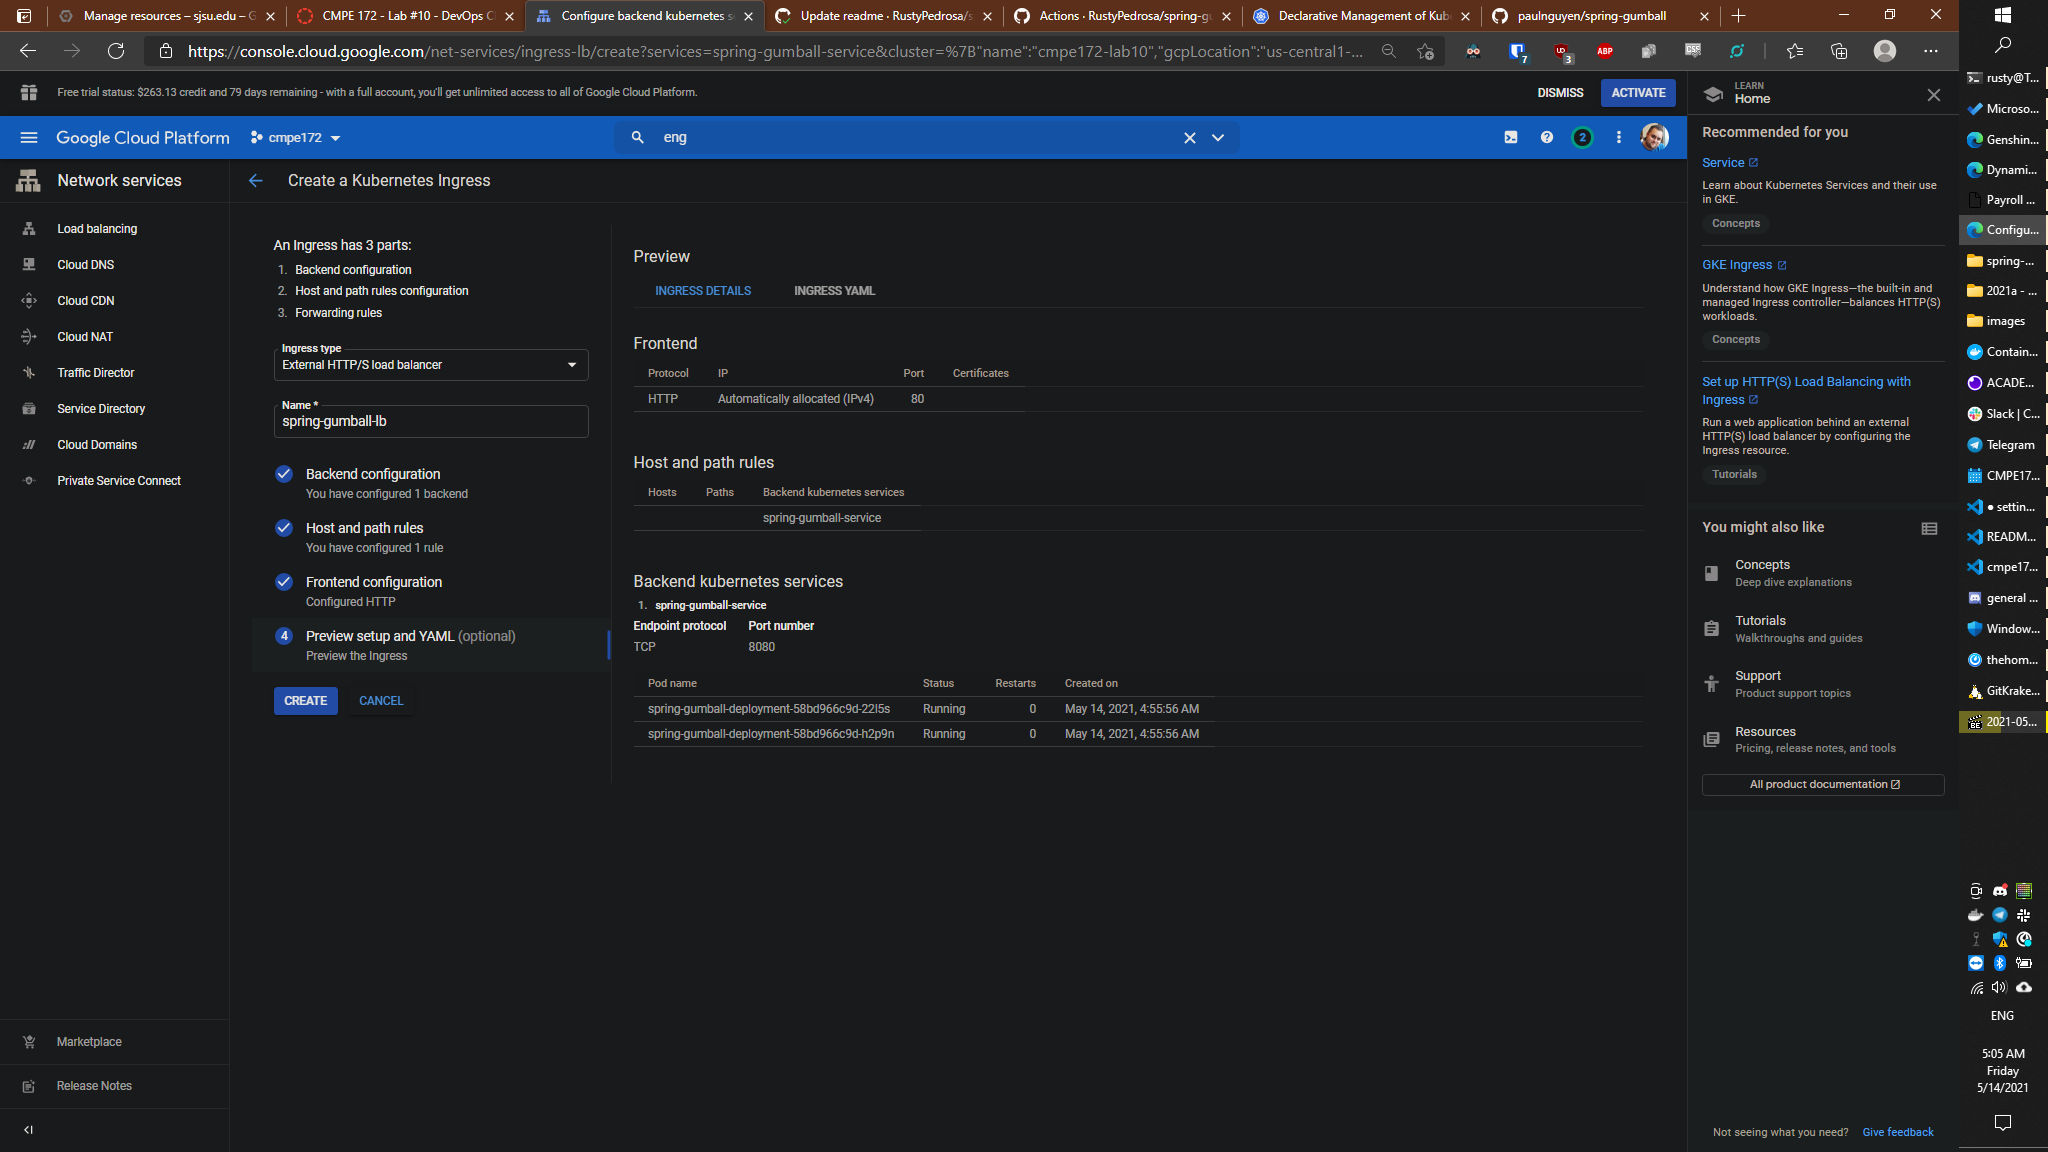 Manage resources – sjsu.edu – G
CMPE 172 - Lab #10 - DevOps C
Configure backend kubernetes s
Update readme · RustyPedrosa/s
Actions · RustyPedrosa/spring-g
Declarative Management of Kub
paulnguyen/spring-gumball
https://console.cloud.google.com/net-services/ingress-lb/create?services=spring-gumball-service&cluster=%7B"name":"cmpe172-lab10","gcpLocation":"us-central1-...
7
3
ABP
Free trial status: $263.13 credit and 79 days remaining - with a full account, you'll get unlimited access to all of Google Cloud Platform.
DISMISS
ACTIVATE
Google Cloud Platform
cmpe172
eng
2
Network services
Load balancing
Cloud DNS
Cloud CDN
Cloud NAT
Traffic Director
Service Directory
Cloud Domains
Private Service Connect
Marketplace
Release Notes
Create a Kubernetes Ingress
An Ingress has 3 parts:
1. Backend configuration
2. Host and path rules configuration
3. Forwarding rules
Ingress type
External HTTP/S load balancer
Name *
spring-gumball-lb
Backend configuration
You have configured 1 backend
Host and path rules
You have configured 1 rule
Frontend configuration
Configured HTTP
4 Preview setup and YAML (optional)
Preview the Ingress
CREATE
CANCEL
Preview
INGRESS DETAILS
INGRESS YAML
Frontend
Protocol IP Port Certificates
HTTP Automatically allocated (IPv4) 80
Host and path rules
Hosts Paths Backend kubernetes services
spring-gumball-service
Backend kubernetes services
1. spring-gumball-service
Endpoint protocol Port number
TCP 8080
Pod name Status Restarts Created on
spring-gumball-deployment-58bd966c9d-22l5s Running 0 May 14, 2021, 4:55:56 AM
spring-gumball-deployment-58bd966c9d-h2p9n Running 0 May 14, 2021, 4:55:56 AM
LEARN
Home
Recommended for you
Service
Learn about Kubernetes Services and their use
in GKE.
Concepts
GKE Ingress
Understand how GKE Ingress—the built-in and
managed Ingress controller—balances HTTP(S)
workloads.
Concepts
Set up HTTP(S) Load Balancing with
Ingress
Run a web application behind an external
HTTP(S) load balancer by configuring the
Ingress resource.
Tutorials
You might also like
Concepts
Deep dive explanations
Tutorials
Walkthroughs and guides
Support
Product support topics
Resources
Pricing, release notes, and tools
All product documentation
Not seeing what you need? Give feedback
rusty@T...
Microso...
Genshin...
Dynami...
Payroll ...
Configu...
spring-...
2021a - ...
images
Contain...
ACADE...
Slack | C...
Telegram
CMPE17...
● settin...
READM...
cmpe17...
general ...
Window...
thehom...
GitKrake...
2021-05...
ENG
5:05 AM
Friday
5/14/2021